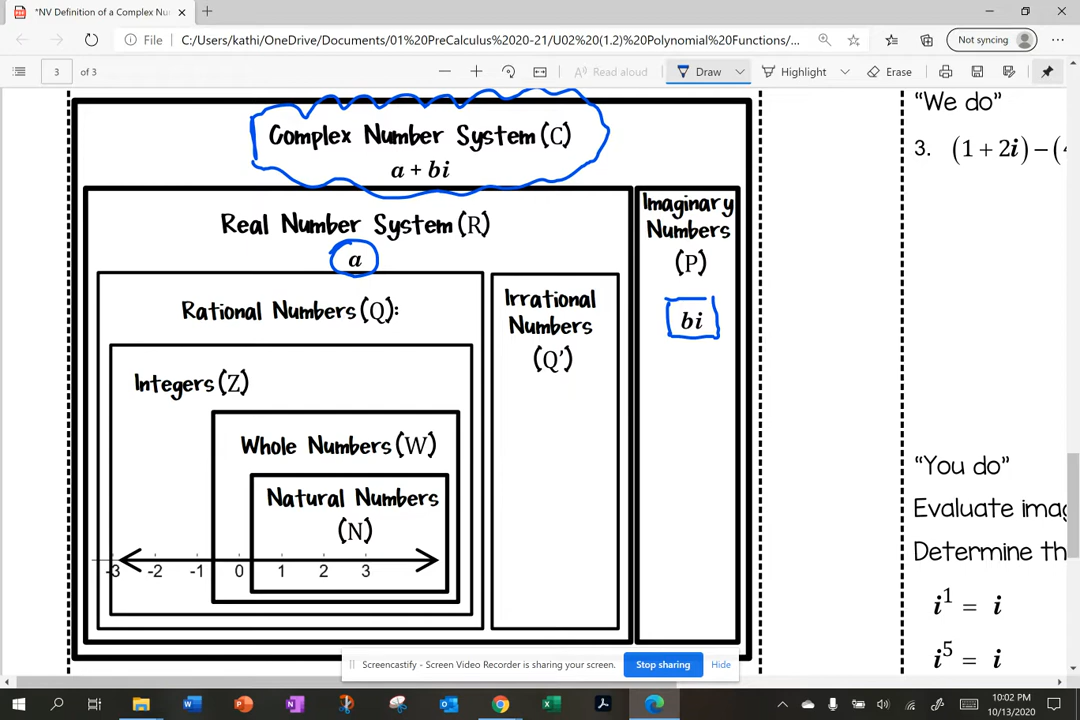 *NV Definition of a Complex Nu
File
C:/Users/kathi/OneDrive/Documents/01%20PreCalculus%2020-21/U02%20(1.2)%20Polynomial%20Functions/...
Not syncing
3 of 3
Read aloud
Draw
Highlight
Erase
Complex Number System (C)
a + bi
Real Number System (R)
a
Rational Numbers (Q):
Integers (Z)
Whole Numbers (W)
Natural Numbers
(N)
-3 -2 -1 0 1 2 3
Irrational
Numbers
(Q')
Imaginary
Numbers
(P)
bi
"We do"
3. (1 + 2i) – (
"You do"
Evaluate imag
Determine th
i¹ = i
i⁵ = i
Screencastify - Screen Video Recorder is sharing your screen.
Stop sharing
Hide
10:02 PM
10/13/2020